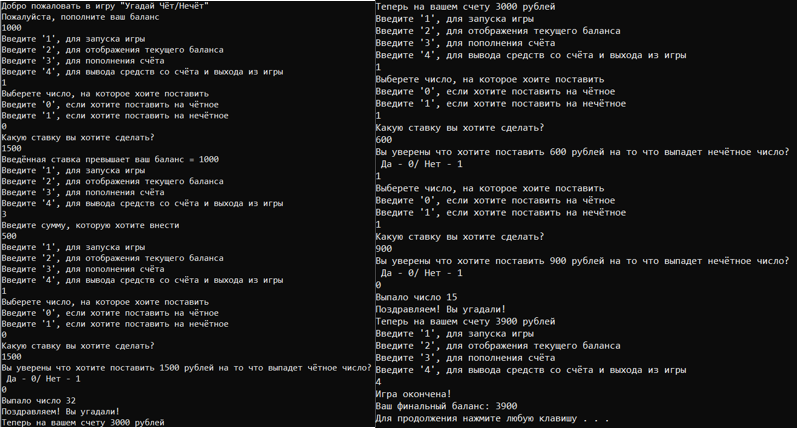 Добро пожаловать в игру "Угадай Чёт/Нечёт"
Пожалуйста, пополните ваш баланс
1000
Введите '1', для запуска игры
Введите '2', для отображения текущего баланса
Введите '3', для пополнения счёта
Введите '4', для вывода средств со счёта и выхода из игры
1
Выберете число, на которое хоите поставить
Введите '0', если хотите поставить на чётное
Введите '1', если хотите поставить на нечётное
0
Какую ставку вы хотите сделать?
1500
Введённая ставка превышает ваш баланс = 1000
Введите '1', для запуска игры
Введите '2', для отображения текущего баланса
Введите '3', для пополнения счёта
Введите '4', для вывода средств со счёта и выхода из игры
3
Введите сумму, которую хотите внести
500
Введите '1', для запуска игры
Введите '2', для отображения текущего баланса
Введите '3', для пополнения счёта
Введите '4', для вывода средств со счёта и выхода из игры
1
Выберете число, на которое хоите поставить
Введите '0', если хотите поставить на чётное
Введите '1', если хотите поставить на нечётное
0
Какую ставку вы хотите сделать?
1500
Вы уверены что хотите поставить 1500 рублей на то что выпадет чётное число?
Да - 0/ Нет - 1
0
Выпало число 32
Поздравляем! Вы угадали!
Теперь на вашем счету 3000 рублей
Теперь на вашем счету 3000 рублей
Введите '1', для запуска игры
Введите '2', для отображения текущего баланса
Введите '3', для пополнения счёта
Введите '4', для вывода средств со счёта и выхода из игры
1
Выберете число, на которое хоите поставить
Введите '0', если хотите поставить на чётное
Введите '1', если хотите поставить на нечётное
1
Какую ставку вы хотите сделать?
600
Вы уверены что хотите поставить 600 рублей на то что выпадет нечётное число?
Да - 0/ Нет - 1
1
Выберете число, на которое хоите поставить
Введите '0', если хотите поставить на чётное
Введите '1', если хотите поставить на нечётное
1
Какую ставку вы хотите сделать?
900
Вы уверены что хотите поставить 900 рублей на то что выпадет нечётное число?
Да - 0/ Нет - 1
0
Выпало число 15
Поздравляем! Вы угадали!
Теперь на вашем счету 3900 рублей
Введите '1', для запуска игры
Введите '2', для отображения текущего баланса
Введите '3', для пополнения счёта
Введите '4', для вывода средств со счёта и выхода из игры
4
Игра окончена!
Ваш финальный баланс: 3900
Для продолжения нажмите любую клавишу . . .